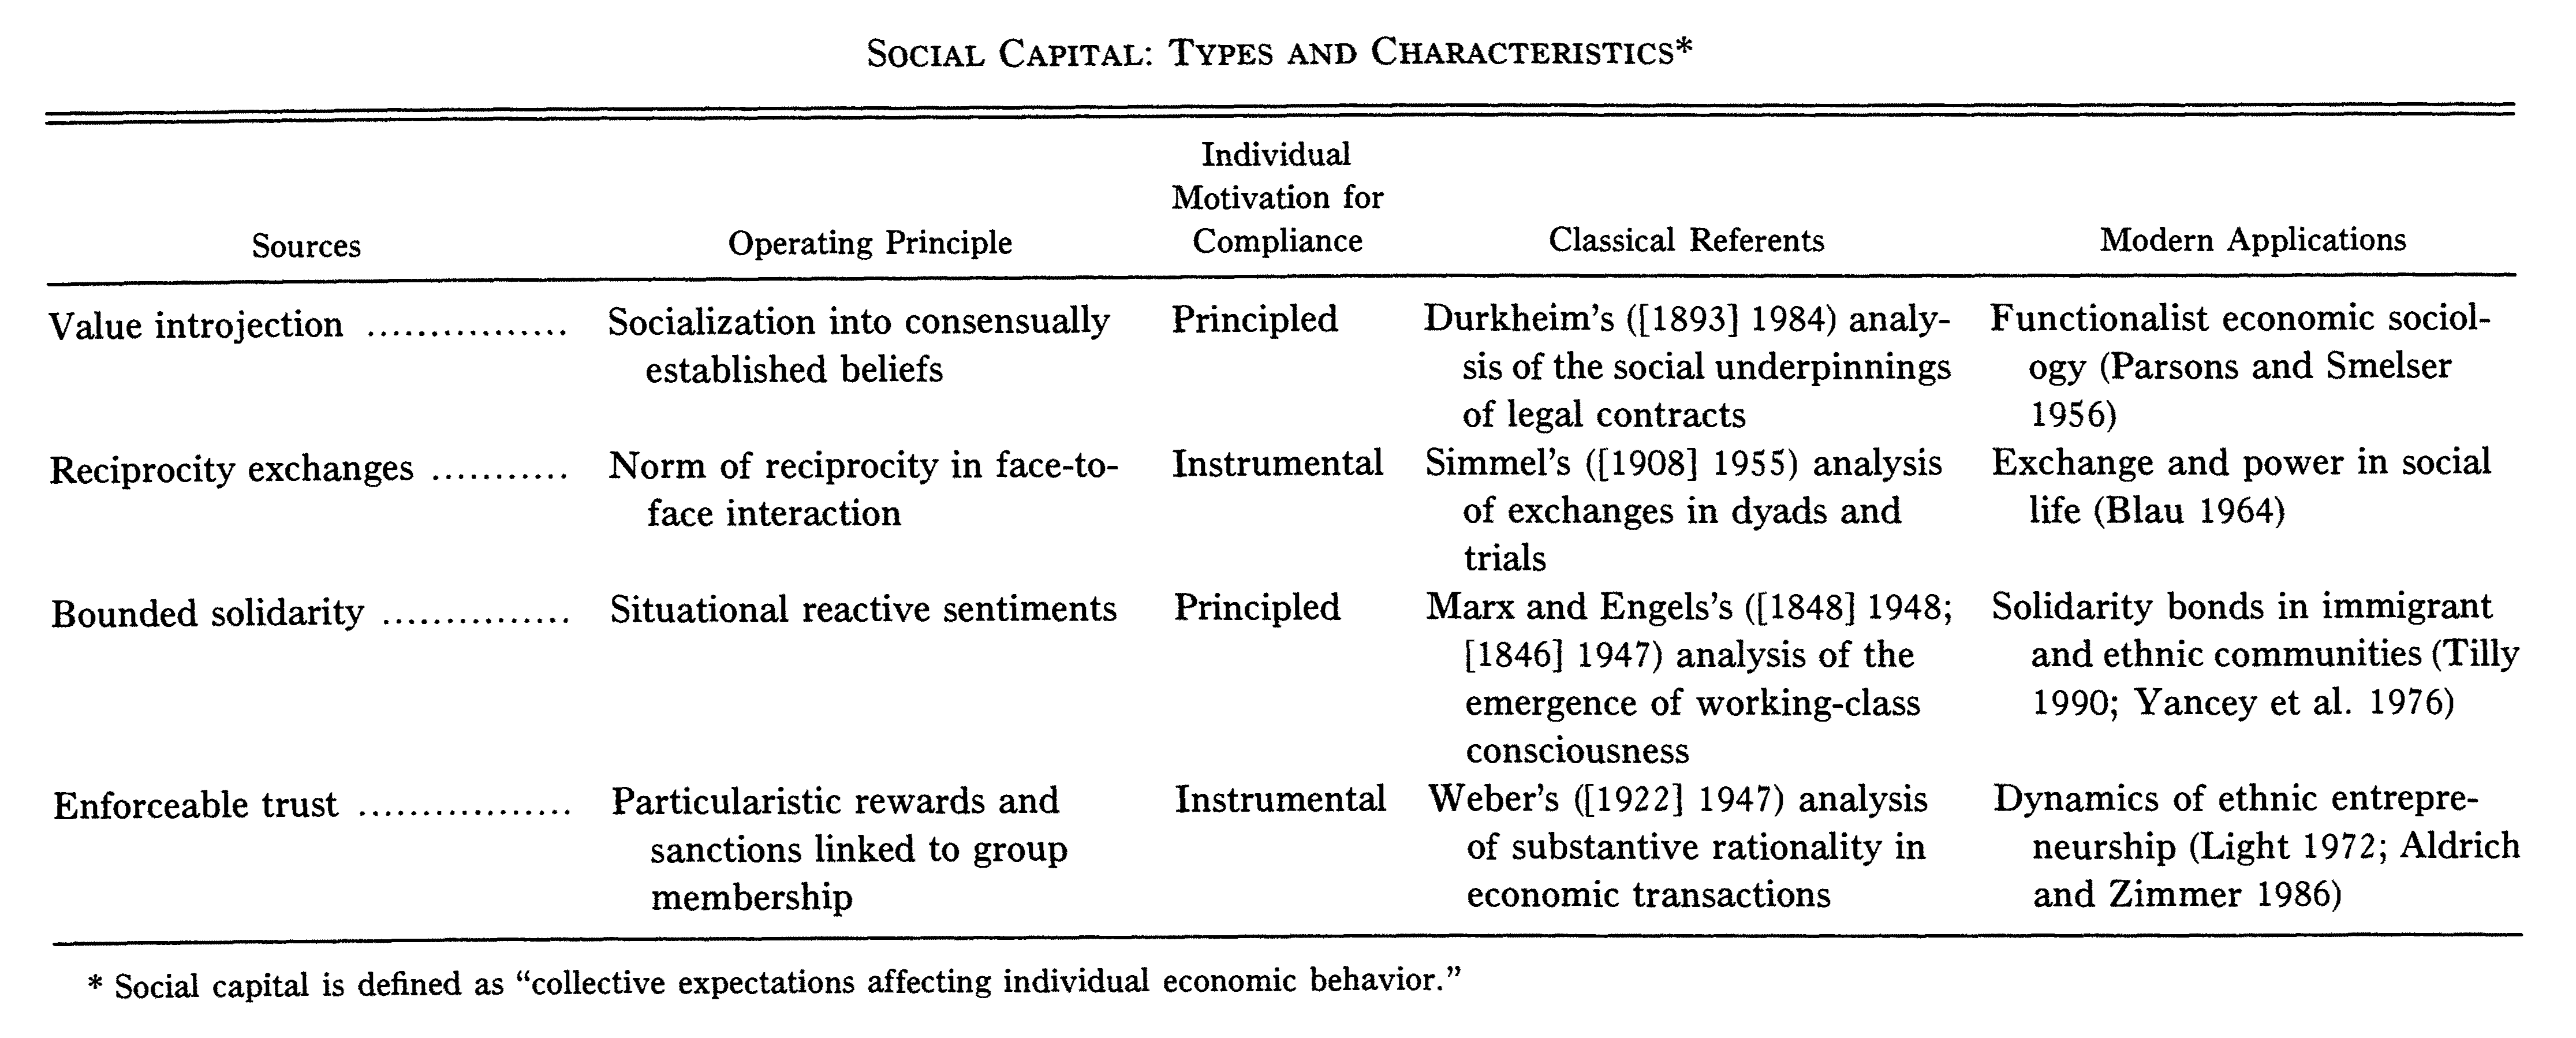 SOCIAL CAPITAL: TYPES AND CHARACTERISTICS*
Individual
Motivation for
Sources Operating Principle Compliance Classical Referents Modern Applications
Value introjection ................ Socialization into consensually Principled Durkheim's ([1893] 1984) analy- Functionalist economic sociol-
established beliefs sis of the social underpinnings ogy (Parsons and Smelser
of legal contracts 1956)
Reciprocity exchanges ........... Norm of reciprocity in face-to- Instrumental Simmel's ([1908] 1955) analysis Exchange and power in social
face interaction of exchanges in dyads and life (Blau 1964)
trials
Bounded solidarity ............... Situational reactive sentiments Principled Marx and Engels's ([1848] 1948; Solidarity bonds in immigrant
[1846] 1947) analysis of the and ethnic communities (Tilly
emergence of working-class 1990; Yancey et al. 1976)
consciousness
Enforceable trust ................. Particularistic rewards and Instrumental Weber's ([1922] 1947) analysis Dynamics of ethnic entrepre-
sanctions linked to group of substantive rationality in neurship (Light 1972; Aldrich
membership economic transactions and Zimmer 1986)
* Social capital is defined as "collective expectations affecting individual economic behavior."